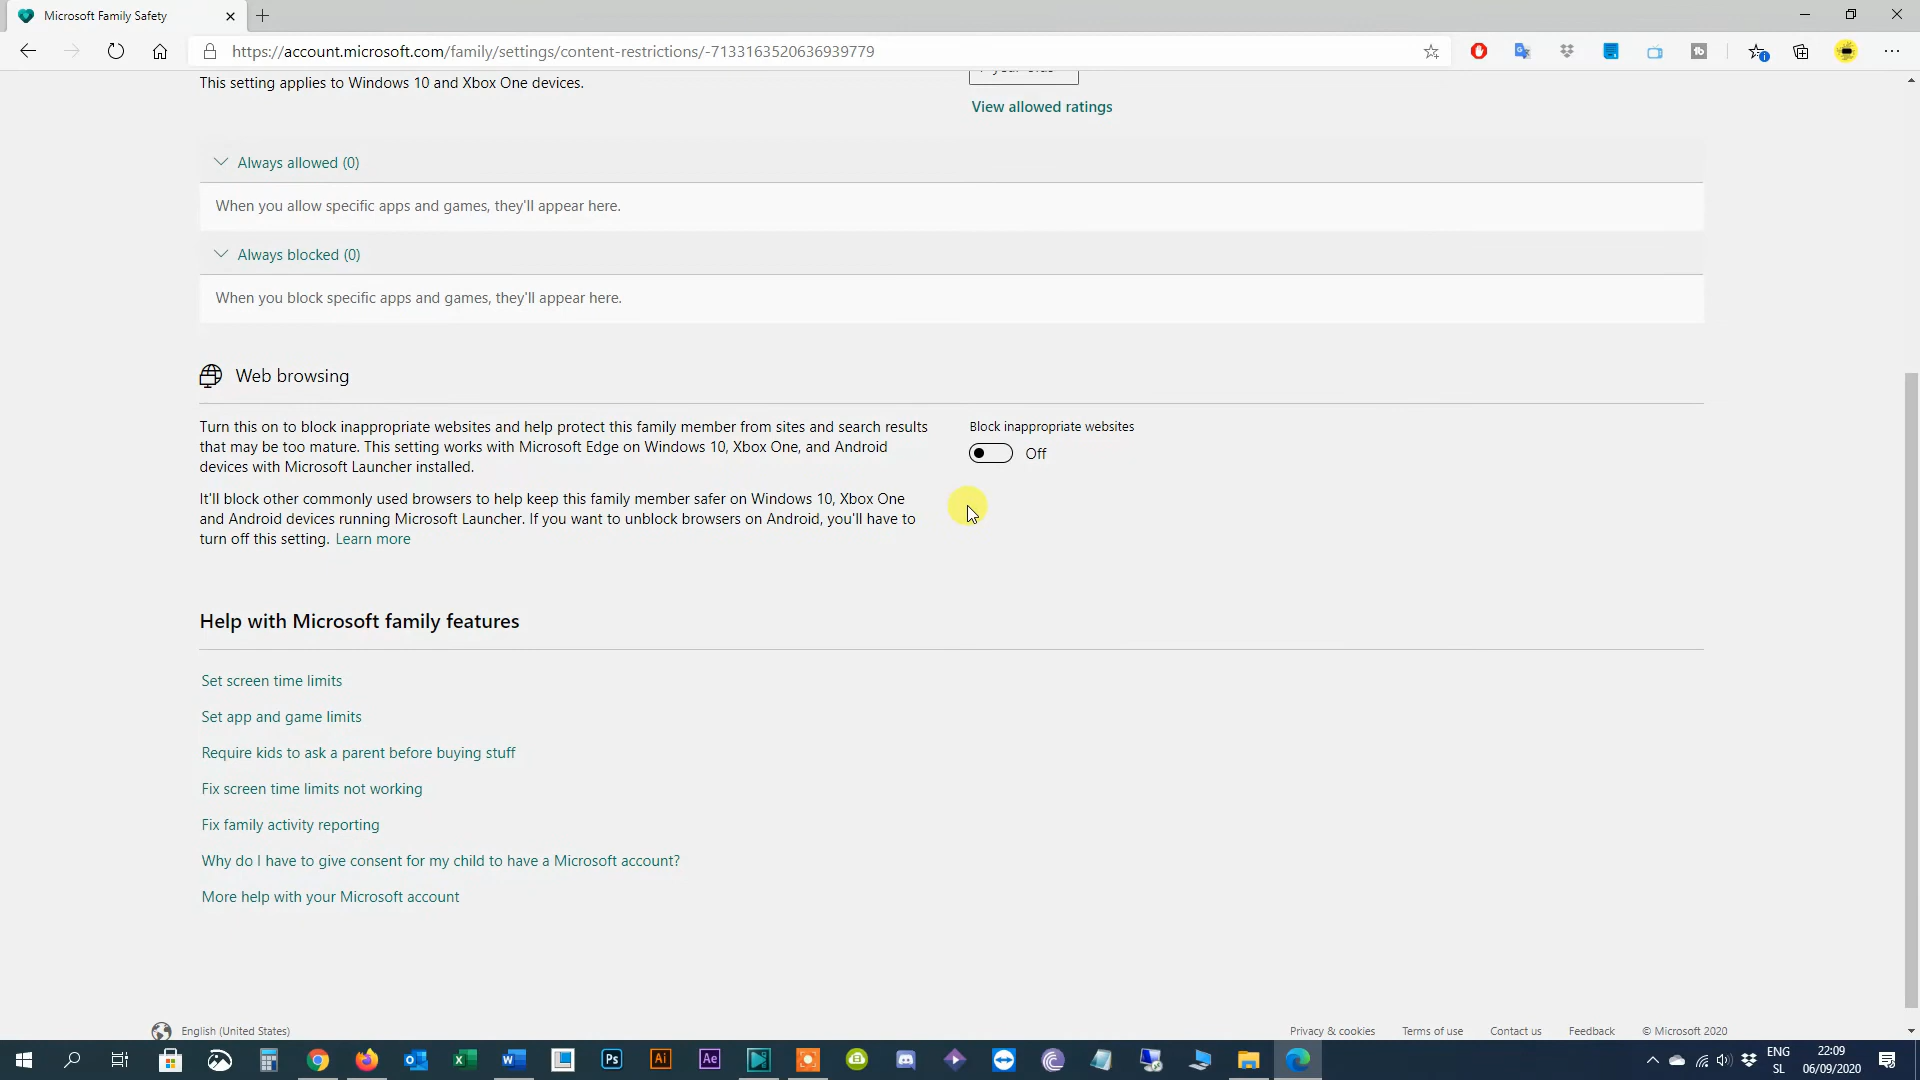 Microsoft Family Safety
https://account.microsoft.com/family/settings/content-restrictions/-7133163520636939779
This setting applies to Windows 10 and Xbox One devices.
View allowed ratings
Always allowed (0)
When you allow specific apps and games, they'll appear here.
Always blocked (0)
When you block specific apps and games, they'll appear here.
Web browsing
Turn this on to block inappropriate websites and help protect this family member from sites and search results
that may be too mature. This setting works with Microsoft Edge on Windows 10, Xbox One, and Android
devices with Microsoft Launcher installed.
Block inappropriate websites
Off
It'll block other commonly used browsers to help keep this family member safer on Windows 10, Xbox One
and Android devices running Microsoft Launcher. If you want to unblock browsers on Android, you'll have to
turn off this setting. Learn more
Help with Microsoft family features
Set screen time limits
Set app and game limits
Require kids to ask a parent before buying stuff
Fix screen time limits not working
Fix family activity reporting
Why do I have to give consent for my child to have a Microsoft account?
More help with your Microsoft account
English (United States)
Privacy & cookies
Terms of use
Contact us
Feedback
© Microsoft 2020
Ps
Ai
Ae
ENG
SL
22:09
06/09/2020